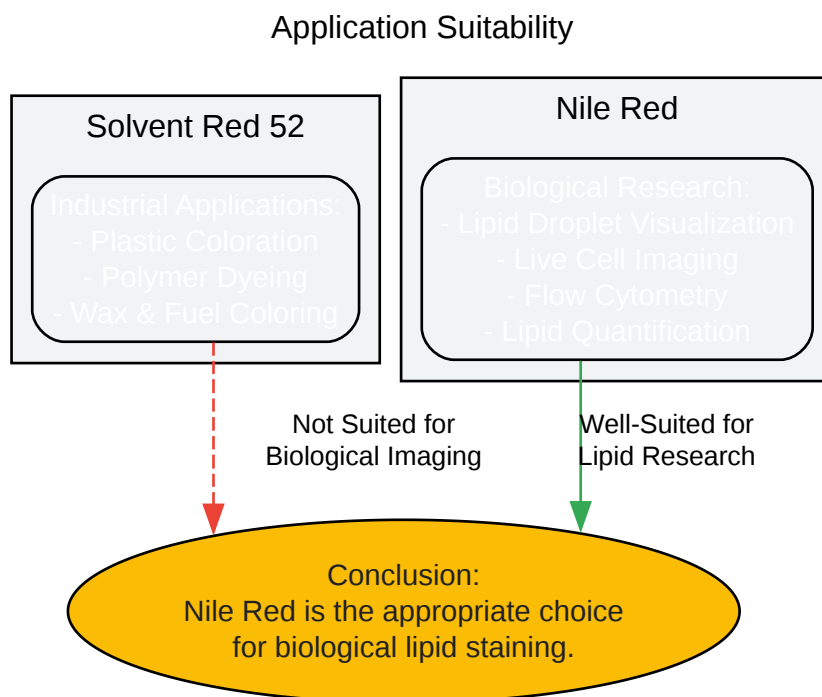 Application Suitability
Solvent Red 52
Industrial Applications:
- Plastic Coloration
- Polymer Dyeing
- Wax & Fuel Coloring
Nile Red
Biological Research:
- Lipid Droplet Visualization
- Live Cell Imaging
- Flow Cytometry
- Lipid Quantification
Not Suited for
Biological Imaging
Well-Suited for
Lipid Research
Conclusion:
Nile Red is the appropriate choice
for biological lipid staining.